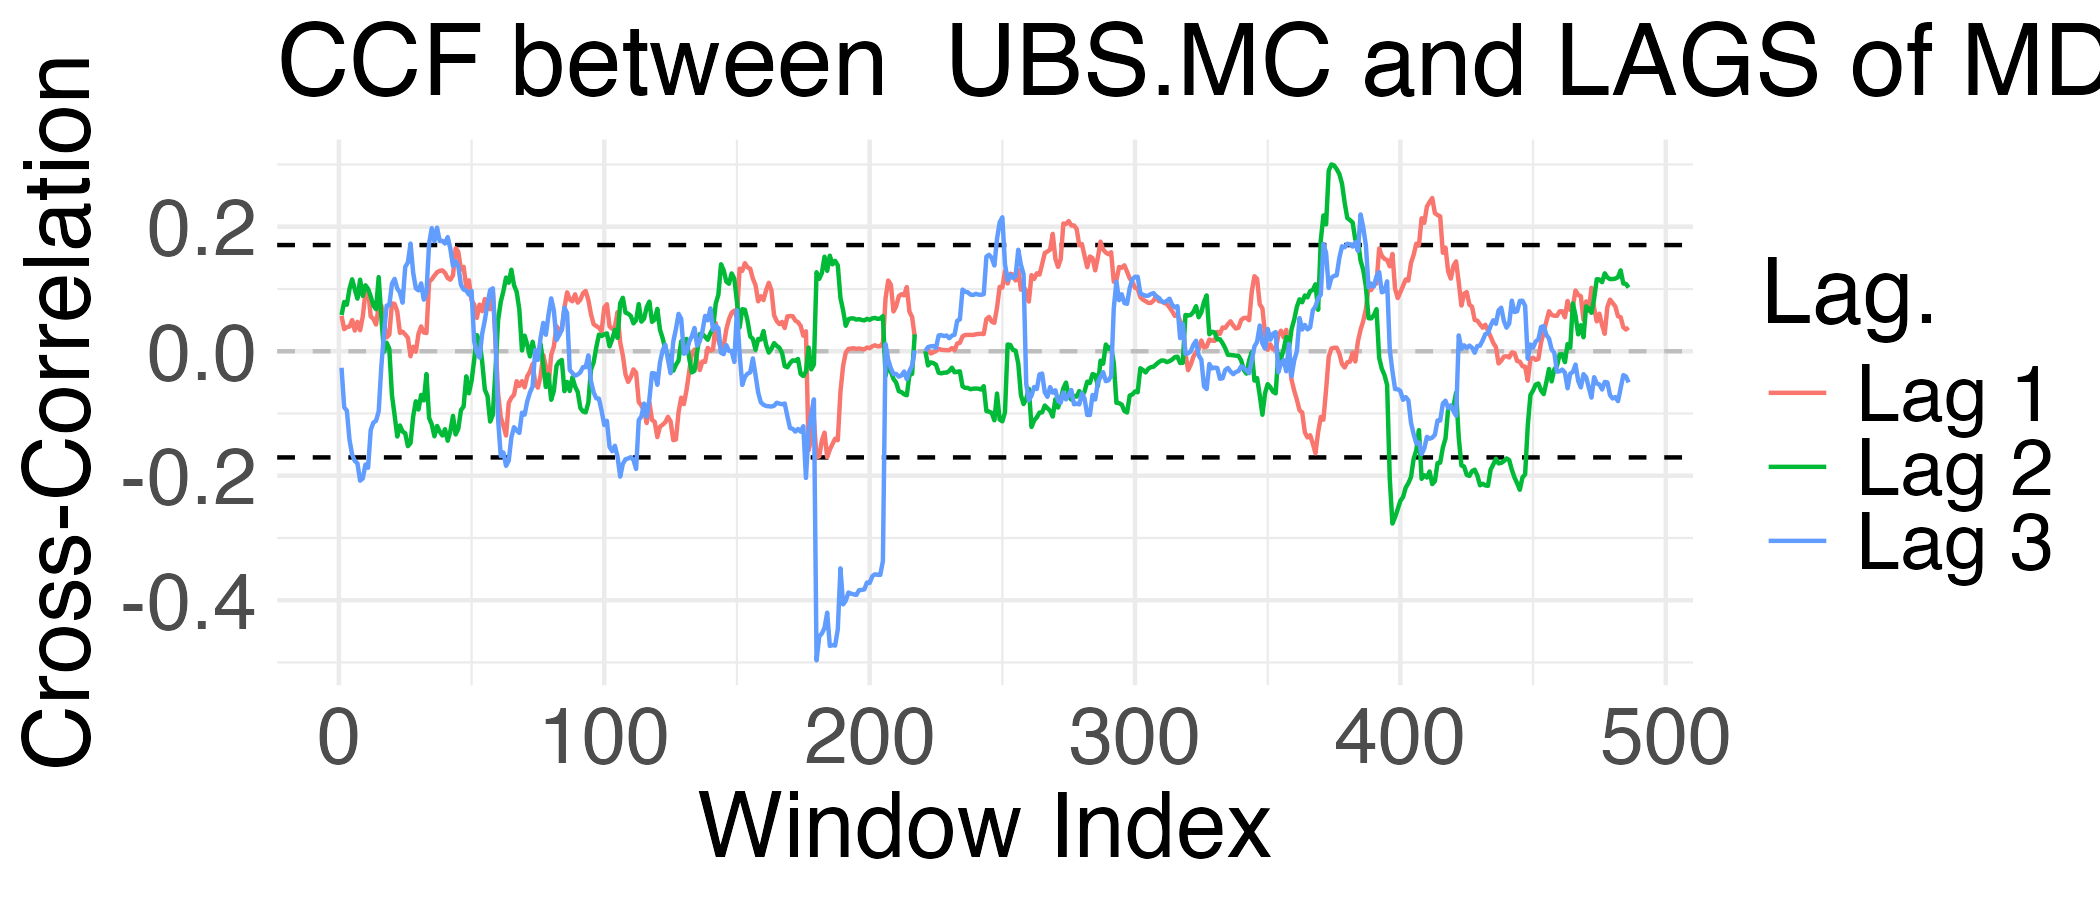 CCF between  UBS.MC and LAGS of MD
Cross-Correlation
0.2
0.0
-0.2
-0.4
0 100 200 300 400 500
Window Index
Lag.
Lag 1
Lag 2
Lag 3